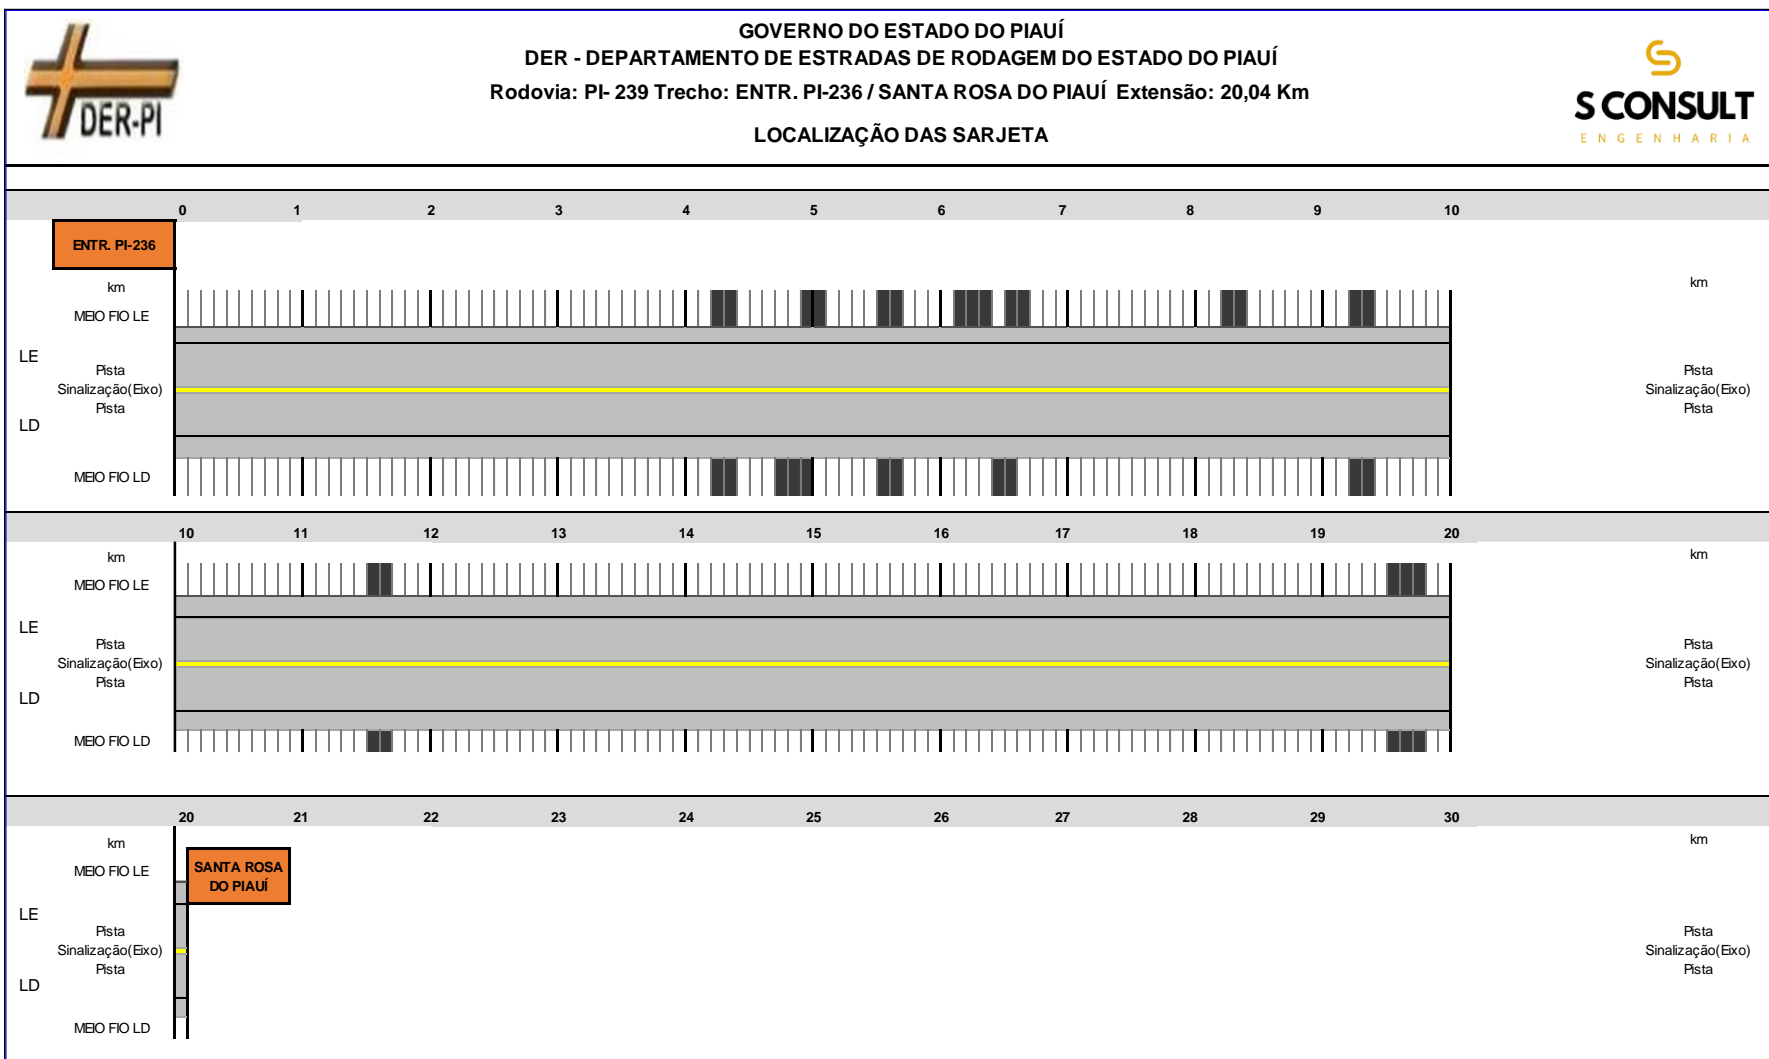 GOVERNO DO ESTADO DO PIAUÍ
DER - DEPARTAMENTO DE ESTRADAS DE RODAGEM DO ESTADO DO PIAUÍ
Rodovia: PI- 239 Trecho: ENTR. PI-236 / SANTA ROSA DO PIAUÍ Extensão: 20,04 Km
LOCALIZAÇÃO DAS SARJETA
DER-PI
S CONSULT
ENGENHARIA
0 1 2 3 4 5 6 7 8 9 10
ENTR. PI-236
km km
MEIO FIO LE
LE
Pista Pista
Sinalização(Eixo) Sinalização(Eixo)
Pista Pista
LD
MEIO FIO LD
10 11 12 13 14 15 16 17 18 19 20
km km
MEIO FIO LE
LE
Pista Pista
Sinalização(Eixo) Sinalização(Eixo)
Pista Pista
LD
MEIO FIO LD
20 21 22 23 24 25 26 27 28 29 30
km km
MEIO FIO LE
SANTA ROSA
DO PIAUÍ
LE
Pista Pista
Sinalização(Eixo) Sinalização(Eixo)
Pista Pista
LD
MEIO FIO LD